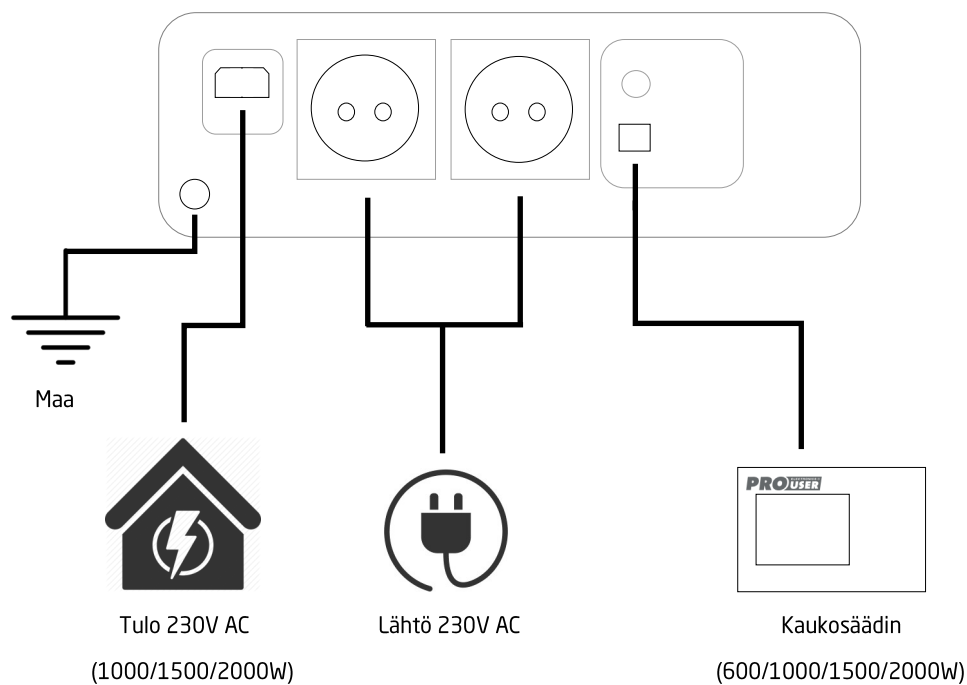 Maa
PRO USER
Tulo 230V AC
(1000/1500/2000W)
Lähtö 230V AC
Kaukosäädin
(600/1000/1500/2000W)